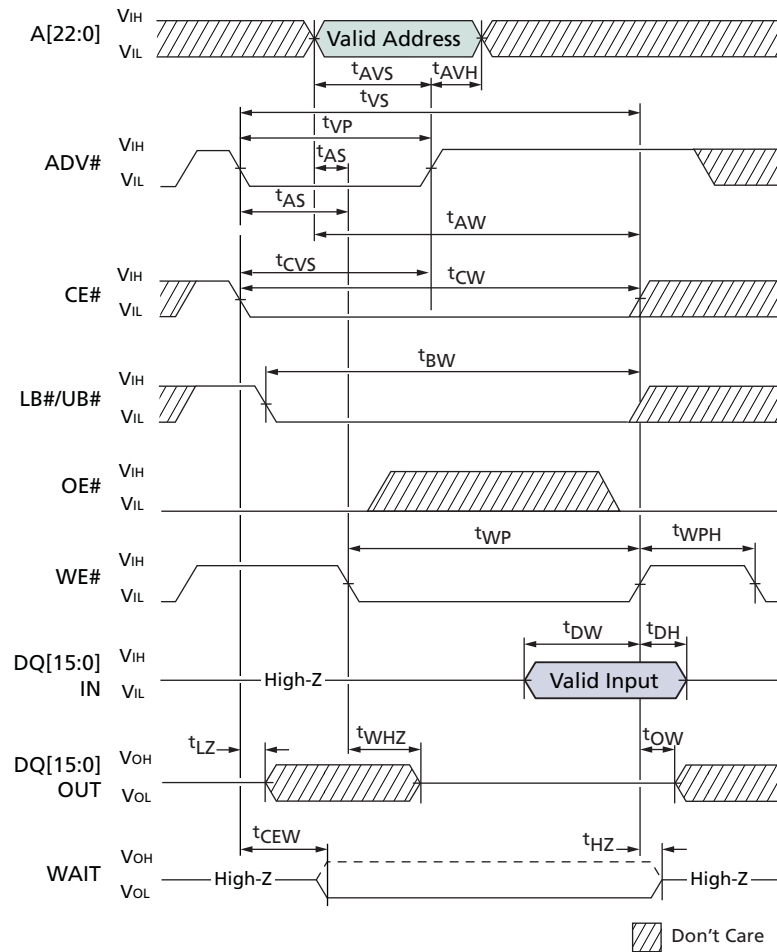 A[22:0] VIH VIL Valid Address
tAVS tAVH
tVS
tVP
ADV# VIH VIL tAS
tAS
tAW
tCVS
CE# VIH VIL tCW
tBW
LB#/UB# VIH VIL
OE# VIH VIL
tWP tWPH
WE# VIH VIL
tDW tDH
DQ[15:0] IN VIH VIL High-Z Valid Input
tLZ tWHZ tOW
DQ[15:0] OUT VOH VOL
tCEW tHZ
WAIT VOH VOL High-Z High-Z
Don't Care